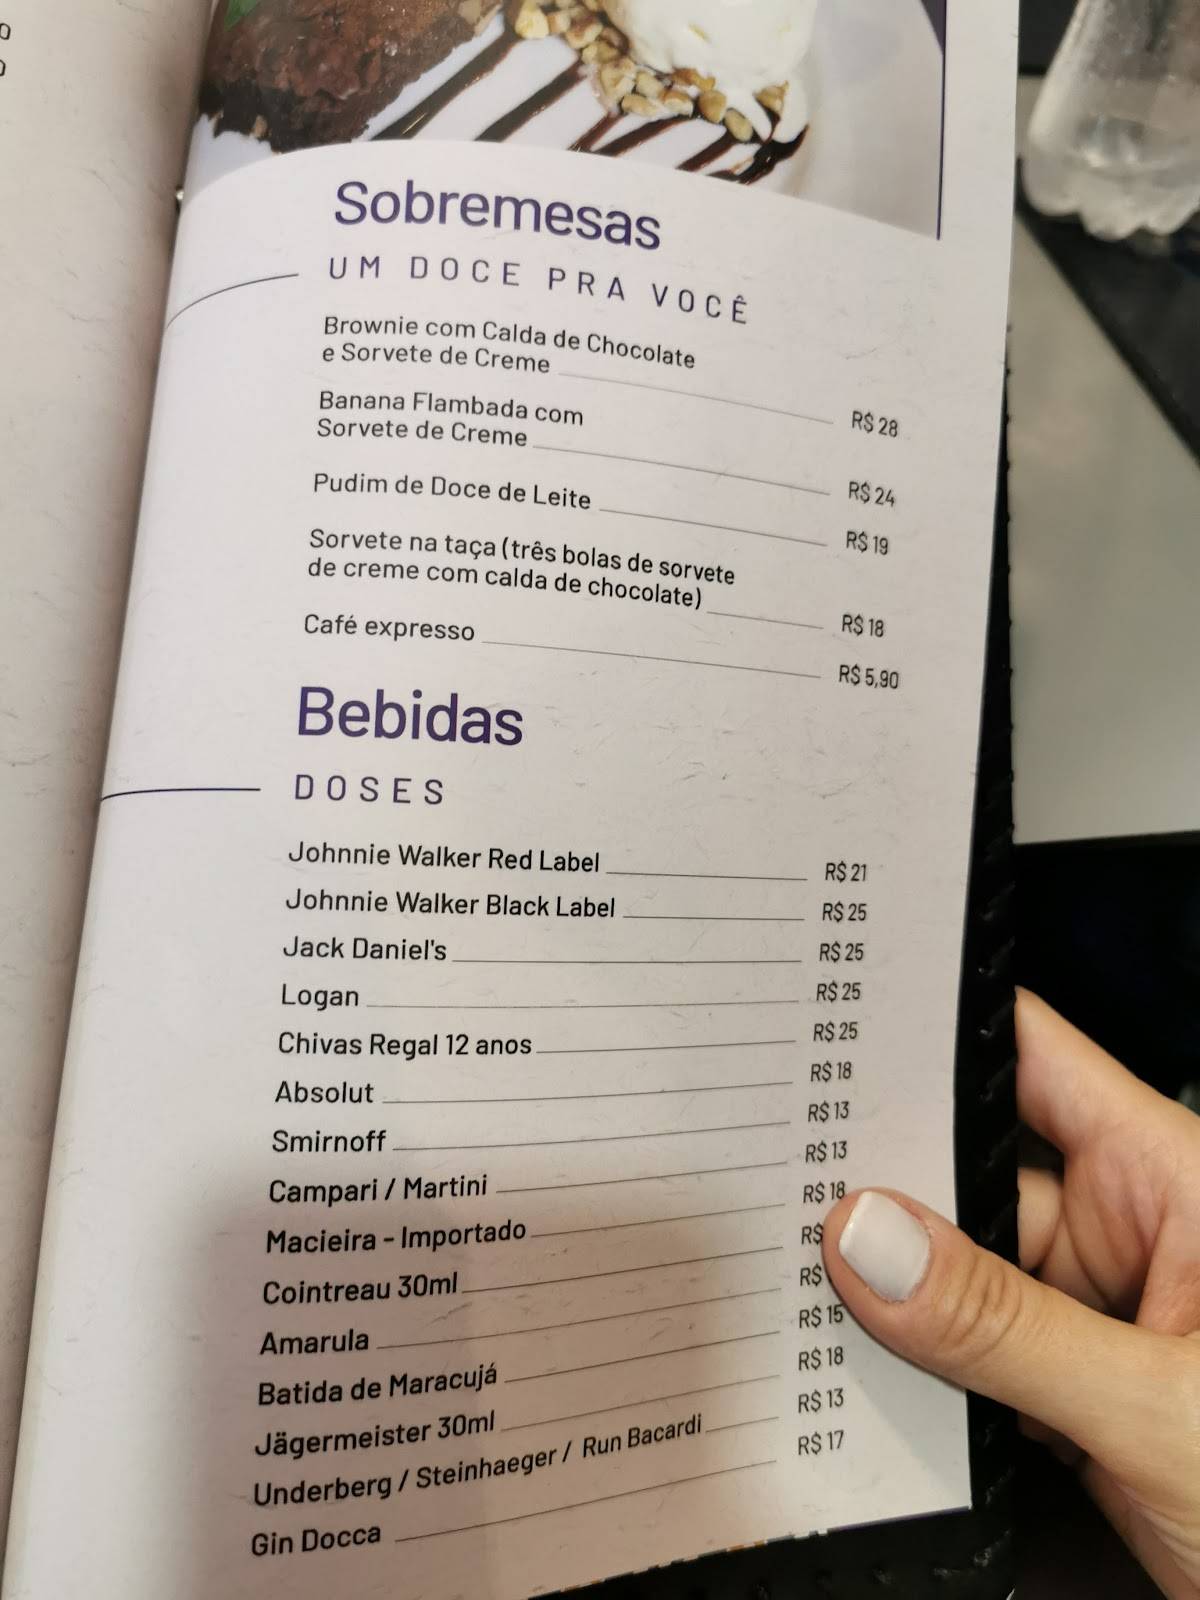 Sobremesas
UM DOCE PRA VOCÊ
Brownie com Calda de Chocolate
e Sorvete de Creme R$ 28
Banana Flambada com
Sorvete de Creme R$ 24
Pudim de Doce de Leite R$ 19
Sorvete na taça (três bolas de sorvete
de creme com calda de chocolate) R$ 18
Café expresso R$ 5,90
Bebidas
DOSES
Johnnie Walker Red Label R$ 21
Johnnie Walker Black Label R$ 25
Jack Daniel's R$ 25
Logan R$ 25
Chivas Regal 12 anos R$ 25
Absolut R$ 18
Smirnoff R$ 13
Campari / Martini R$ 13
Macieira - Importado R$ 18
Cointreau 30ml R$
Amarula R$
Batida de Maracujá R$ 15
Jägermeister 30ml R$ 18
Underberg / Steinhaeger / Run Bacardi R$ 13
Gin Docca R$ 17